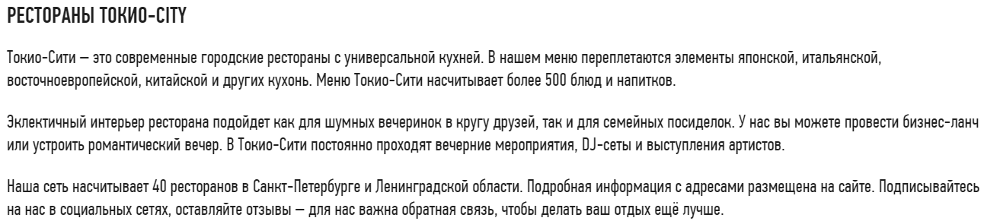 РЕСТОРАНЫ ТОКИО-CITY
Токио-Сити – это современные городские рестораны с универсальной кухней. В нашем меню переплетаются элементы японской, итальянской,
восточноевропейской, китайской и других кухонь. Меню Токио-Сити насчитывает более 500 блюд и напитков.
Эклектичный интерьер ресторана подойдет как для шумных вечеринок в кругу друзей, так и для семейных посиделок. У нас вы можете провести бизнес-ланч
или устроить романтический вечер. В Токио-Сити постоянно проходят вечерние мероприятия, DJ-сеты и выступления артистов.
Наша сеть насчитывает 40 ресторанов в Санкт-Петербурге и Ленинградской области. Подробная информация с адресами размещена на сайте. Подписывайтесь
на нас в социальных сетях, оставляйте отзывы – для нас важна обратная связь, чтобы делать ваш отдых ещё лучше.